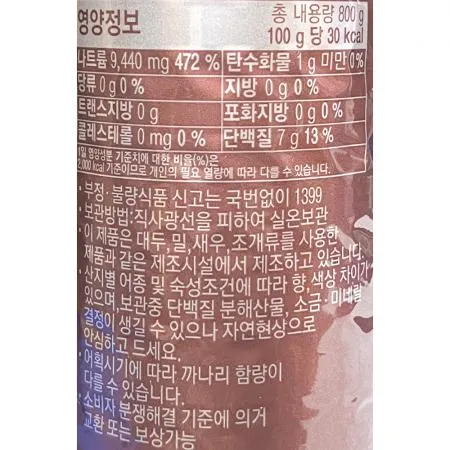 영양정보
총 내용량 800 g
100 g 당 30 kcal
나트륨 9,440 mg 472 % 탄수화물 1 g 미만 0%
당류 0 g 0 % 지방 0 g 0 %
트랜스지방 0 g 포화지방 0 g 0 %
콜레스테롤 0 mg 0 % 단백질 7 g 13 %
1일 영양성분 기준치에 대한 비율(%)은
2,000 kcal 기준이므로 개인의 필요 열량에 따라 다를 수 있습니다.
· 부정·불량식품 신고는 국번없이 1399
· 보관방법:직사광선을 피하여 실온보관
· 이 제품은 대두, 밀, 새우, 조개류를 사용한
제품과 같은 제조시설에서 제조하고 있습니다.
· 산지별 어종 및 숙성조건에 따라 향, 색상 차이가
있으며, 보관중 단백질 분해산물, 소금·미네랄
결정이 생길 수 있으나 자연현상으로
안심하고 드세요.
· 어획시기에 따라 까나리 함량이
다를 수 있습니다.
· 소비자 분쟁해결 기준에 의거
교환 또는 보상가능